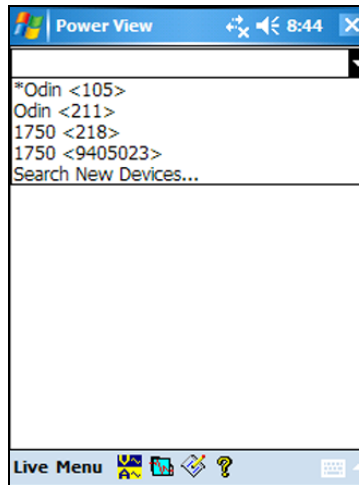 Power View 8:44
*Odin <105>
Odin <211>
1750 <218>
1750 <9405023>
Search New Devices...
Live Menu